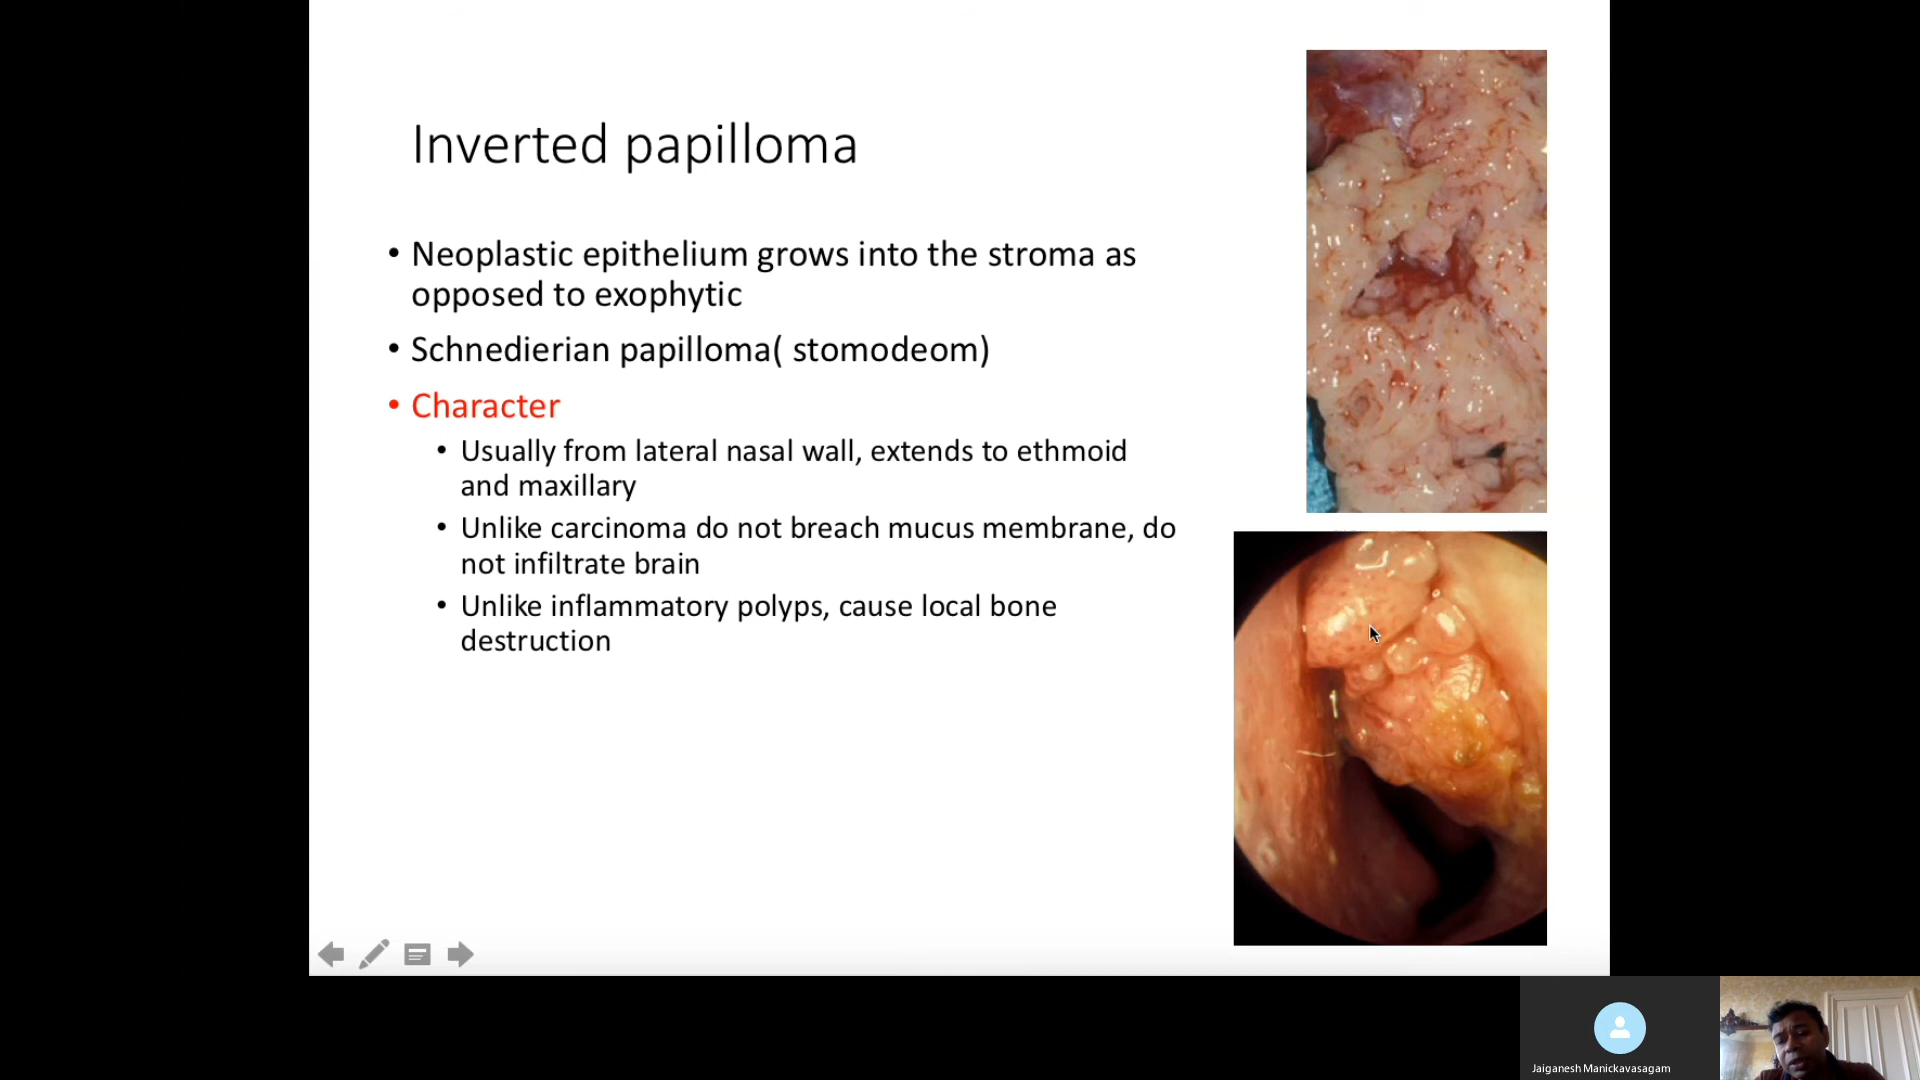 Inverted papilloma
• Neoplastic epithelium grows into the stroma as
opposed to exophytic
• Schnedierian papilloma( stomodeom)
• Character
• Usually from lateral nasal wall, extends to ethmoid
and maxillary
• Unlike carcinoma do not breach mucus membrane, do
not infiltrate brain
• Unlike inflammatory polyps, cause local bone
destruction
Jaiganesh Manickavasagam